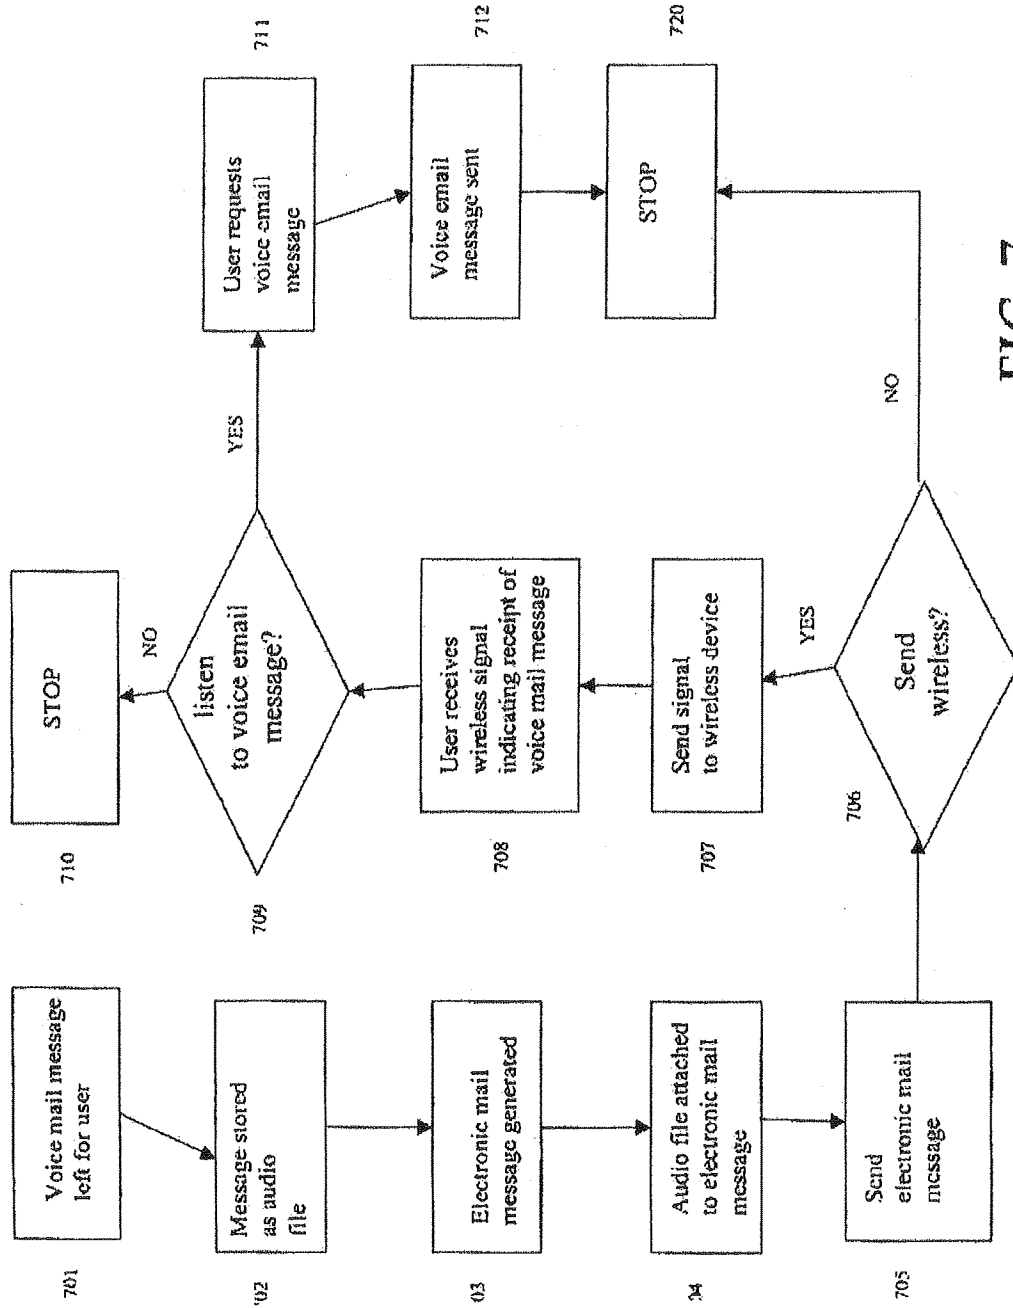 701
Voice mail message
left for user
702
Message stored
as audio
file
03
Electronic mail
message generated
04
Audio file attached
to electronic mail
message
705
Send
electronic mail
message
706
Send
wireless?
YES
NO
707
Send signal
to wireless device
708
User receives
wireless signal
indicating receipt of
voice mail message
709
listen
to voice email
message?
NO
YES
710
STOP
711
User requests
voice email
message
712
Voice email
message sent
720
STOP
FIG. 7